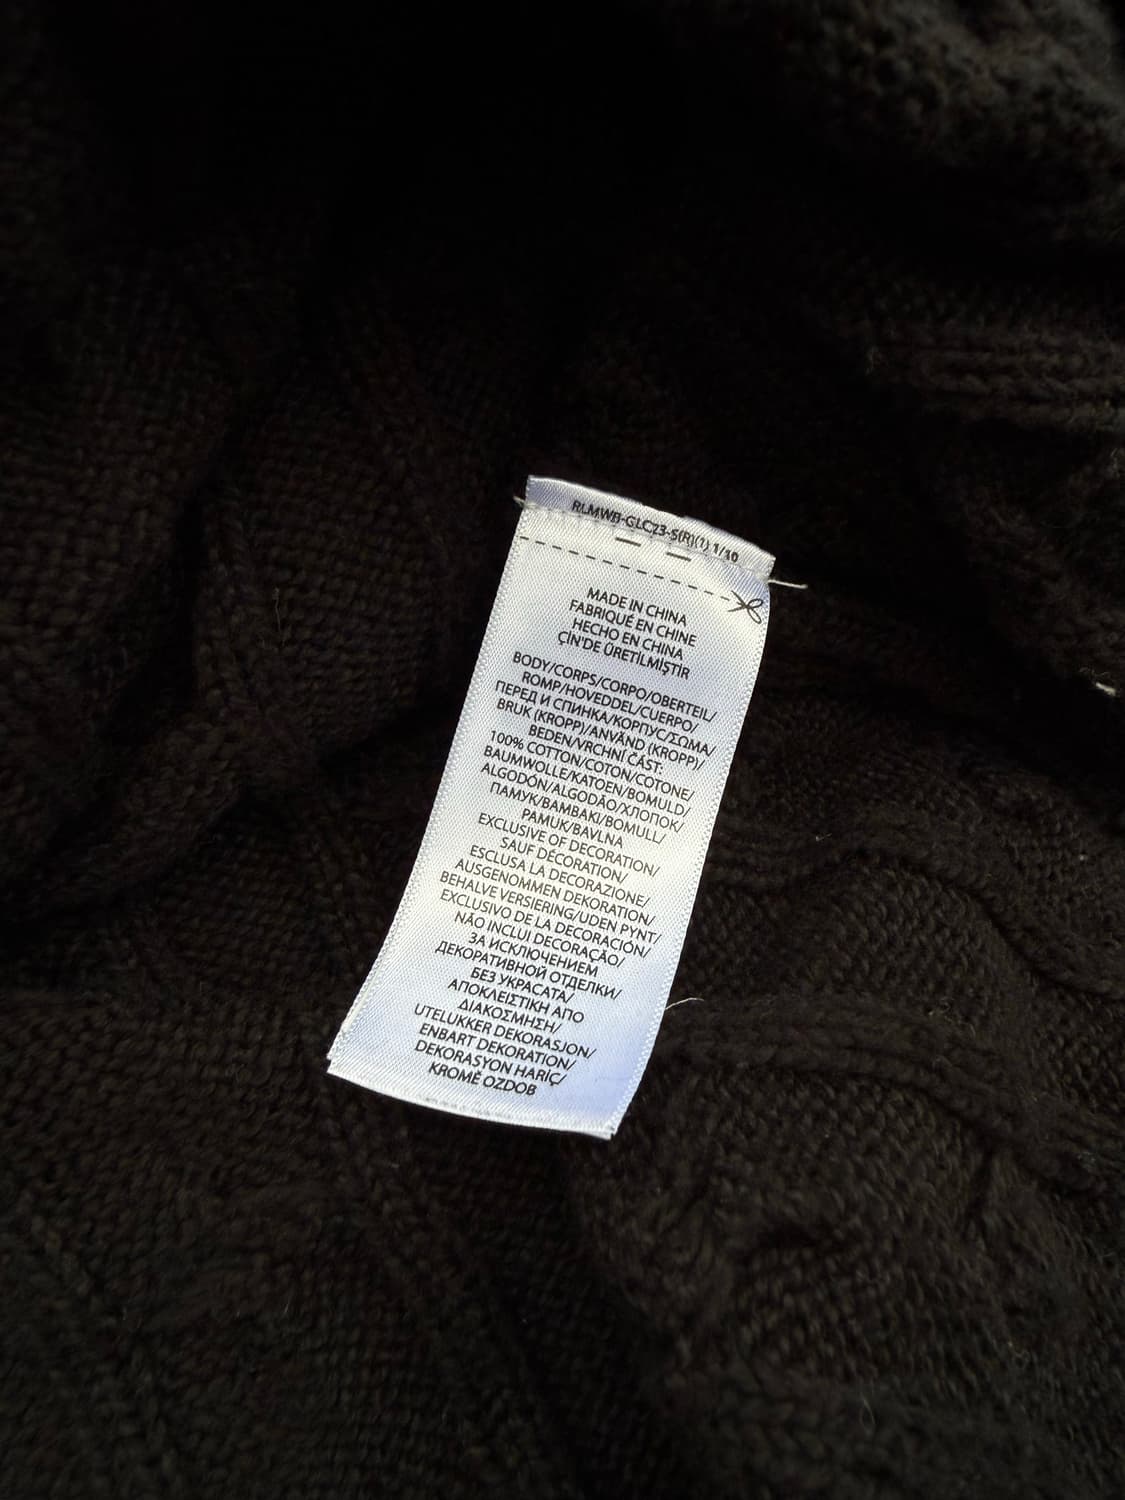 RLMWB-GLC23-S(R)(1) 1/10
MADE IN CHINA
FABRIQUÉ EN CHINE
HECHO EN CHINA
ÇİN'DE ÜRETİLMİŞTİR
BODY/CORPS/CORPO/OBERTEIL/
ROMP/HOVEDDEL/CUERPO/
ПЕРЕД И СПИНКА/КОРПУС/ΣΩΜΑ/
BRUK (KROPP)/ANVÄND (KROPP)/
BEDEN/VRCHNÍ ČÁST:
100% COTTON/COTON/COTONE/
BAUMWOLLE/KATOEN/BOMULD/
ALGODÓN/ALGODÃO/ХЛОПОК/
ПАМУК/ΒΑΜΒΑΚΙ/BOMULL/
PAMUK/BAVLNA
EXCLUSIVE OF DECORATION/
SAUF DÉCORATION/
ESCLUSA LA DECORAZIONE/
AUSGENOMMEN DEKORATION/
BEHALVE VERSIERING/UDEN PYNT/
EXCLUSIVO DE LA DECORACIÓN/
NÃO INCLUI DECORAÇÃO/
ЗА ИСКЛЮЧЕНИЕМ
ДЕКОРАТИВНОЙ ОТДЕЛКИ/
БЕЗ УКРАСАТА/
ΑΠΟΚΛΕΙΣΤΙΚΗ ΑΠΟ
ΔΙΑΚΟΣΜΗΣΗ/
UTELUKKER DEKORASJON/
ENBART DEKORATION/
DEKORASYON HARİÇ/
KROMĚ OZDOB